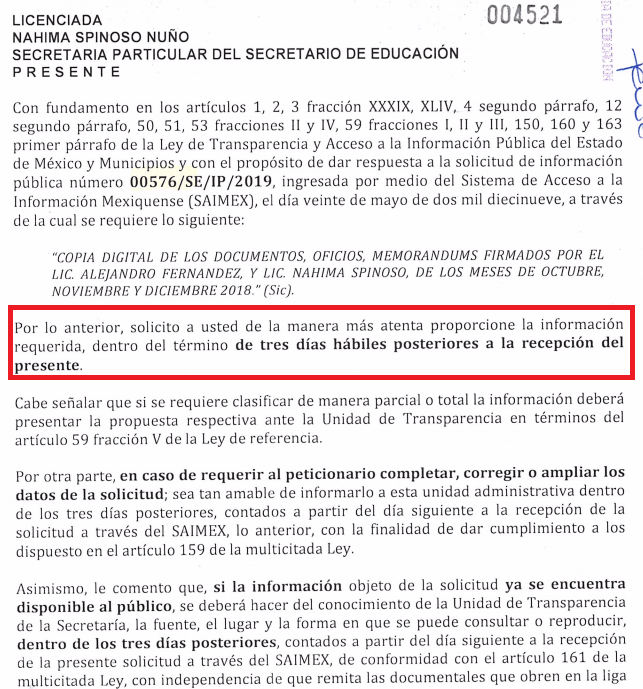 004521
LICENCIADA
NAHIMA SPINOSO NUÑO
SECRETARIA PARTICULAR DEL SECRETARIO DE EDUCACIÓN
P R E S E N T E
Con fundamento en los artículos 1, 2, 3 fracción XXXIX, XLIV, 4 segundo párrafo, 12
segundo párrafo, 50, 51, 53 fracciones II y IV, 59 fracciones I, II y III, 150, 160 y 163
primer párrafo de la Ley de Transparencia y Acceso a la Información Pública del Estado
de México y Municipios y con el propósito de dar respuesta a la solicitud de información
pública número 00576/SE/IP/2019, ingresada por medio del Sistema de Acceso a la
Información Mexiquense (SAIMEX), el día veinte de mayo de dos mil diecinueve, a través
de la cual se requiere lo siguiente:
"COPIA DIGITAL DE LOS DOCUMENTOS, OFICIOS, MEMORANDUMS FIRMADOS POR EL
LIC. ALEJANDRO FERNANDEZ, Y LIC. NAHIMA SPINOSO, DE LOS MESES DE OCTUBRE,
NOVIEMBRE Y DICIEMBRE 2018." (Sic).
Por lo anterior, solicito a usted de la manera más atenta proporcione la información
requerida, dentro del término de tres días hábiles posteriores a la recepción del
presente.
Cabe señalar que si se requiere clasificar de manera parcial o total la información deberá
presentar la propuesta respectiva ante la Unidad de Transparencia en términos del
artículo 59 fracción V de la Ley de referencia.
Por otra parte, en caso de requerir al peticionario completar, corregir o ampliar los
datos de la solicitud; sea tan amable de informarlo a esta unidad administrativa dentro
de los tres días posteriores, contados a partir del día siguiente a la recepción de la
solicitud a través del SAIMEX, lo anterior, con la finalidad de dar cumplimiento a los
dispuesto en el artículo 159 de la multicitada Ley.
Asimismo, le comento que, si la información objeto de la solicitud ya se encuentra
disponible al público, se deberá hacer del conocimiento de la Unidad de Transparencia
de la Secretaría, la fuente, el lugar y la forma en que se puede consultar o reproducir,
dentro de los tres días posteriores, contados a partir del día siguiente a la recepción
de la presente solicitud a través del SAIMEX, de conformidad con el artículo 161 de la
multicitada Ley, con independencia de que remita las documentales que obren en la liga